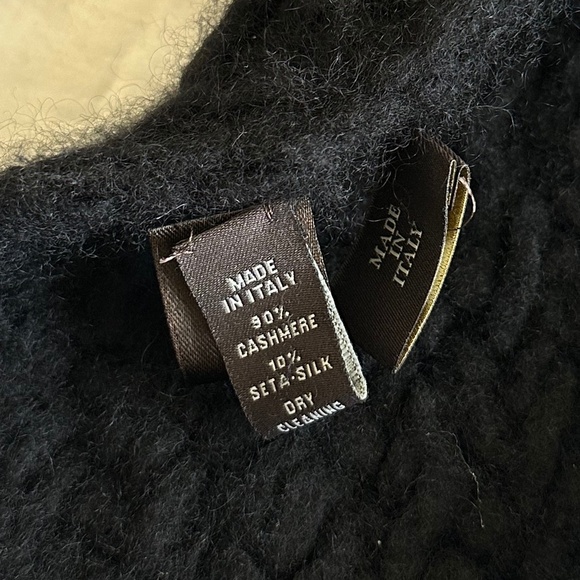 MADE
IN ITALY
90%
CASHMERE
10%
SETA·SILK
DRY
CLEANING
MADE
IN
ITALY